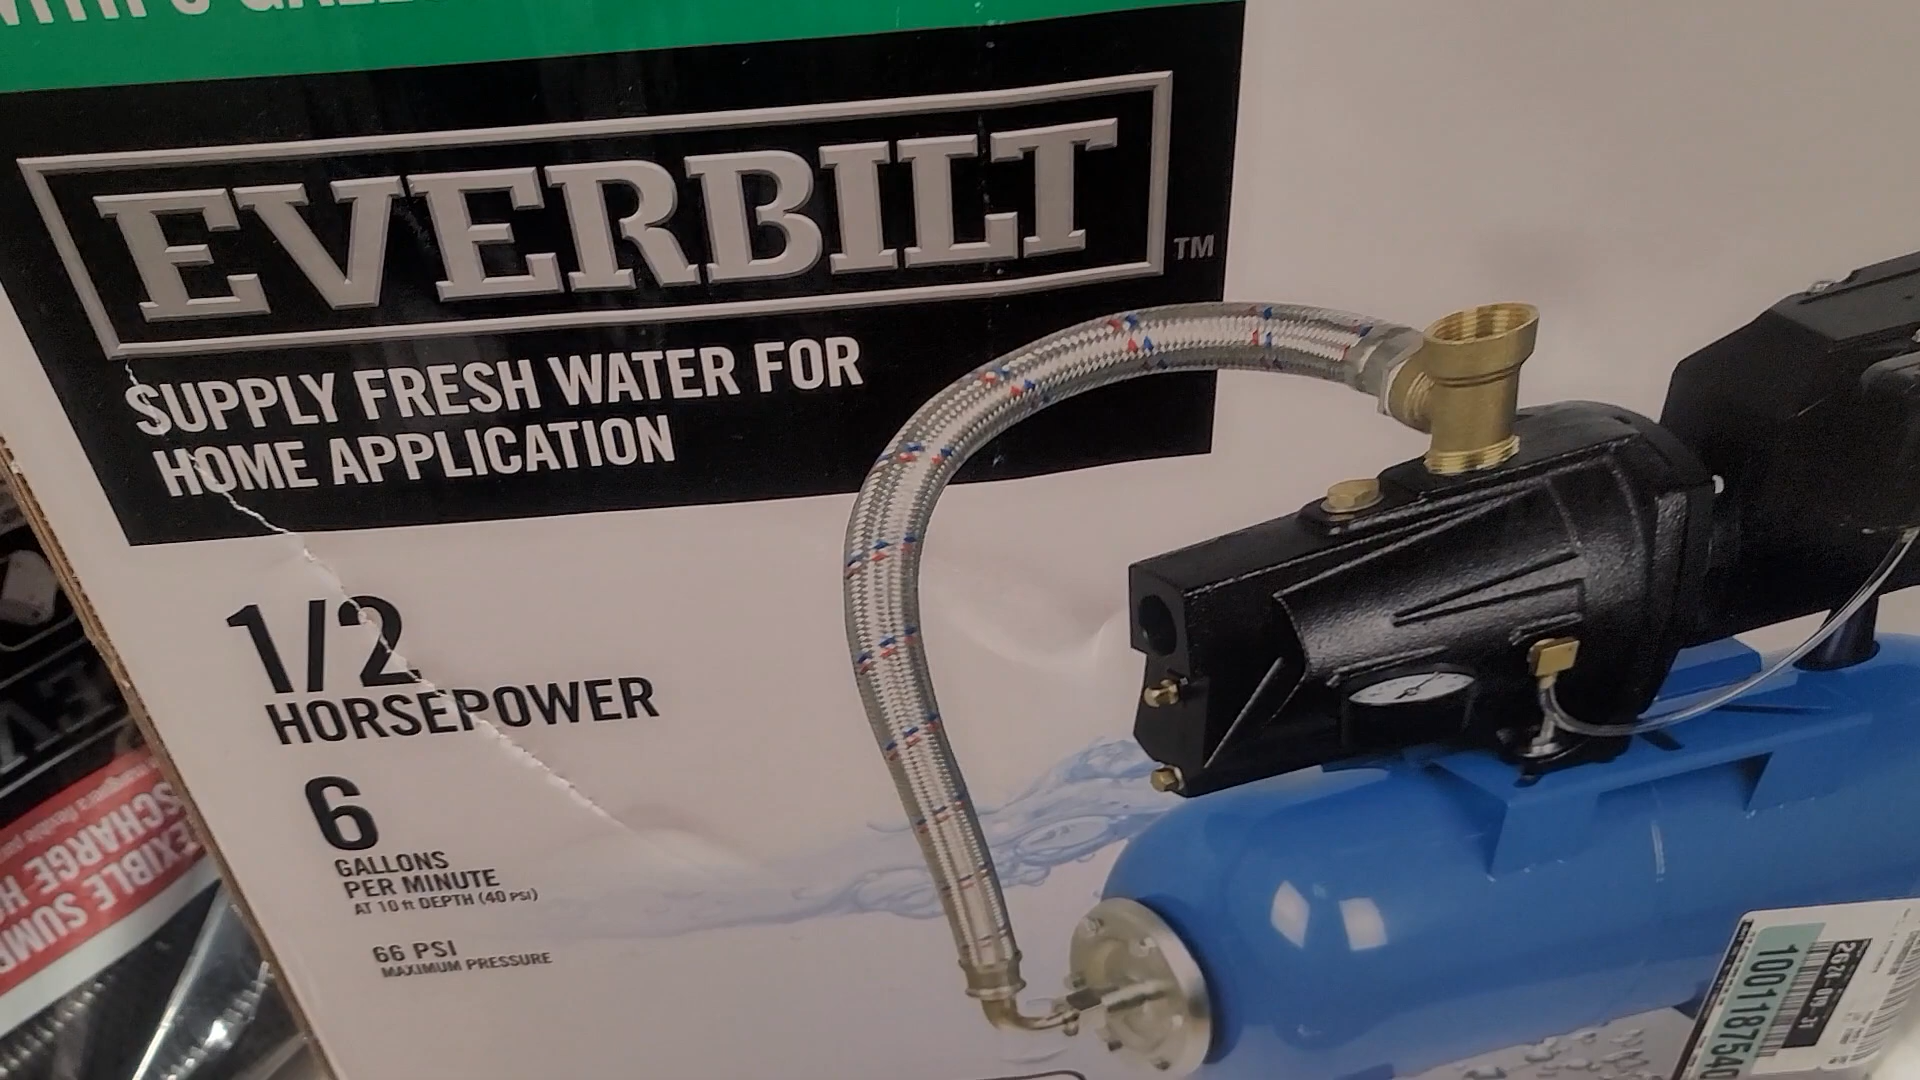 EVERBILT
TM
SUPPLY FRESH WATER FOR
HOME APPLICATION
1/2
HORSEPOWER
6
GALLONS
PER MINUTE
AT 10 ft DEPTH (40 PSI)
66 PSI
MAXIMUM PRESSURE
1001187540